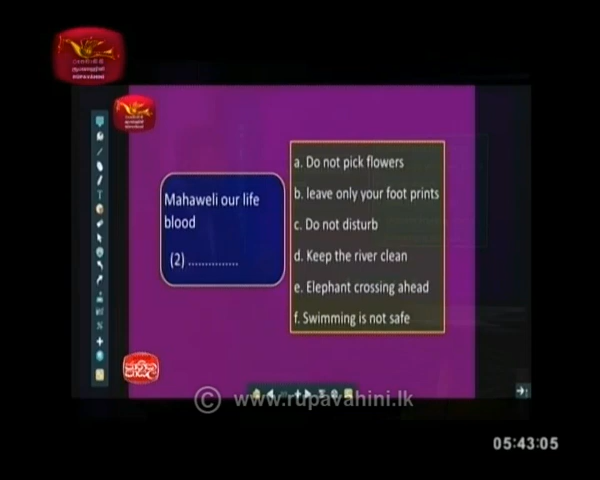 RUPAVAHINI
Mahaweli our life
blood
(2) ...............
a. Do not pick flowers
b. leave only your foot prints
c. Do not disturb
d. Keep the river clean
e. Elephant crossing ahead
f. Swimming is not safe
© www.rupavahini.lk
05:43:05